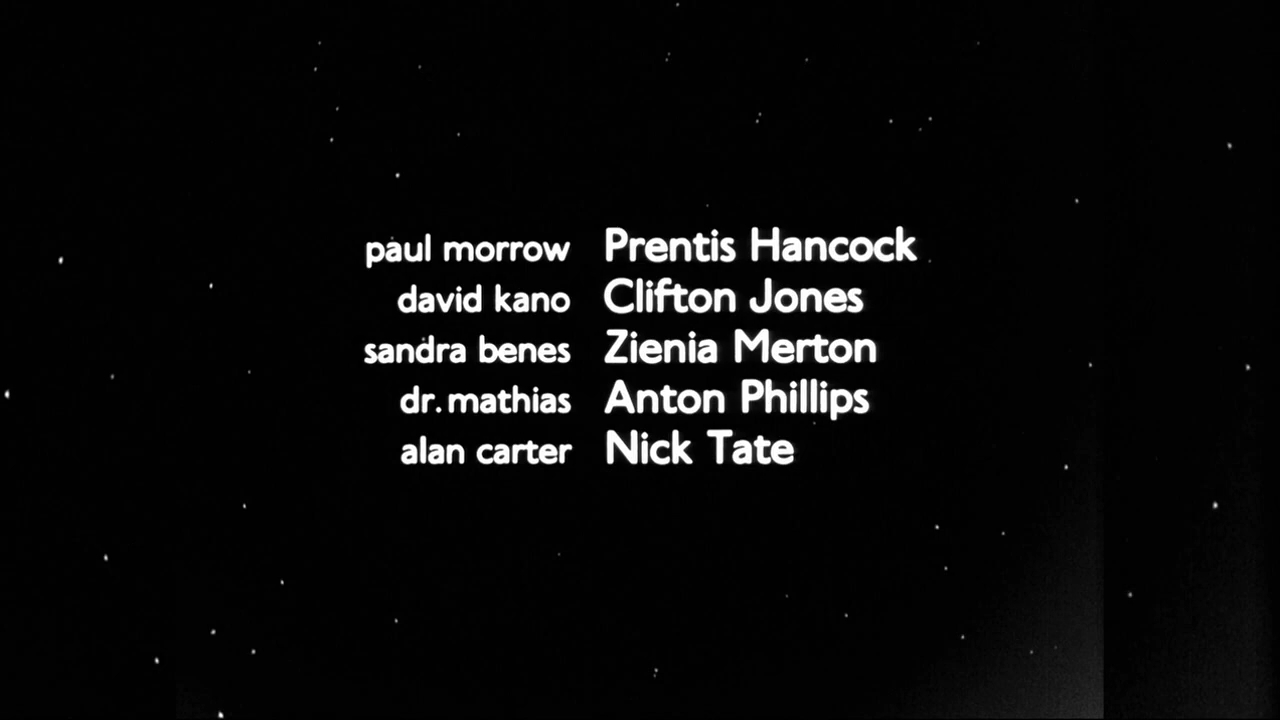 paul morrow Prentis Hancock
david kano Clifton Jones
sandra benes Zienia Merton
dr. mathias Anton Phillips
alan carter Nick Tate